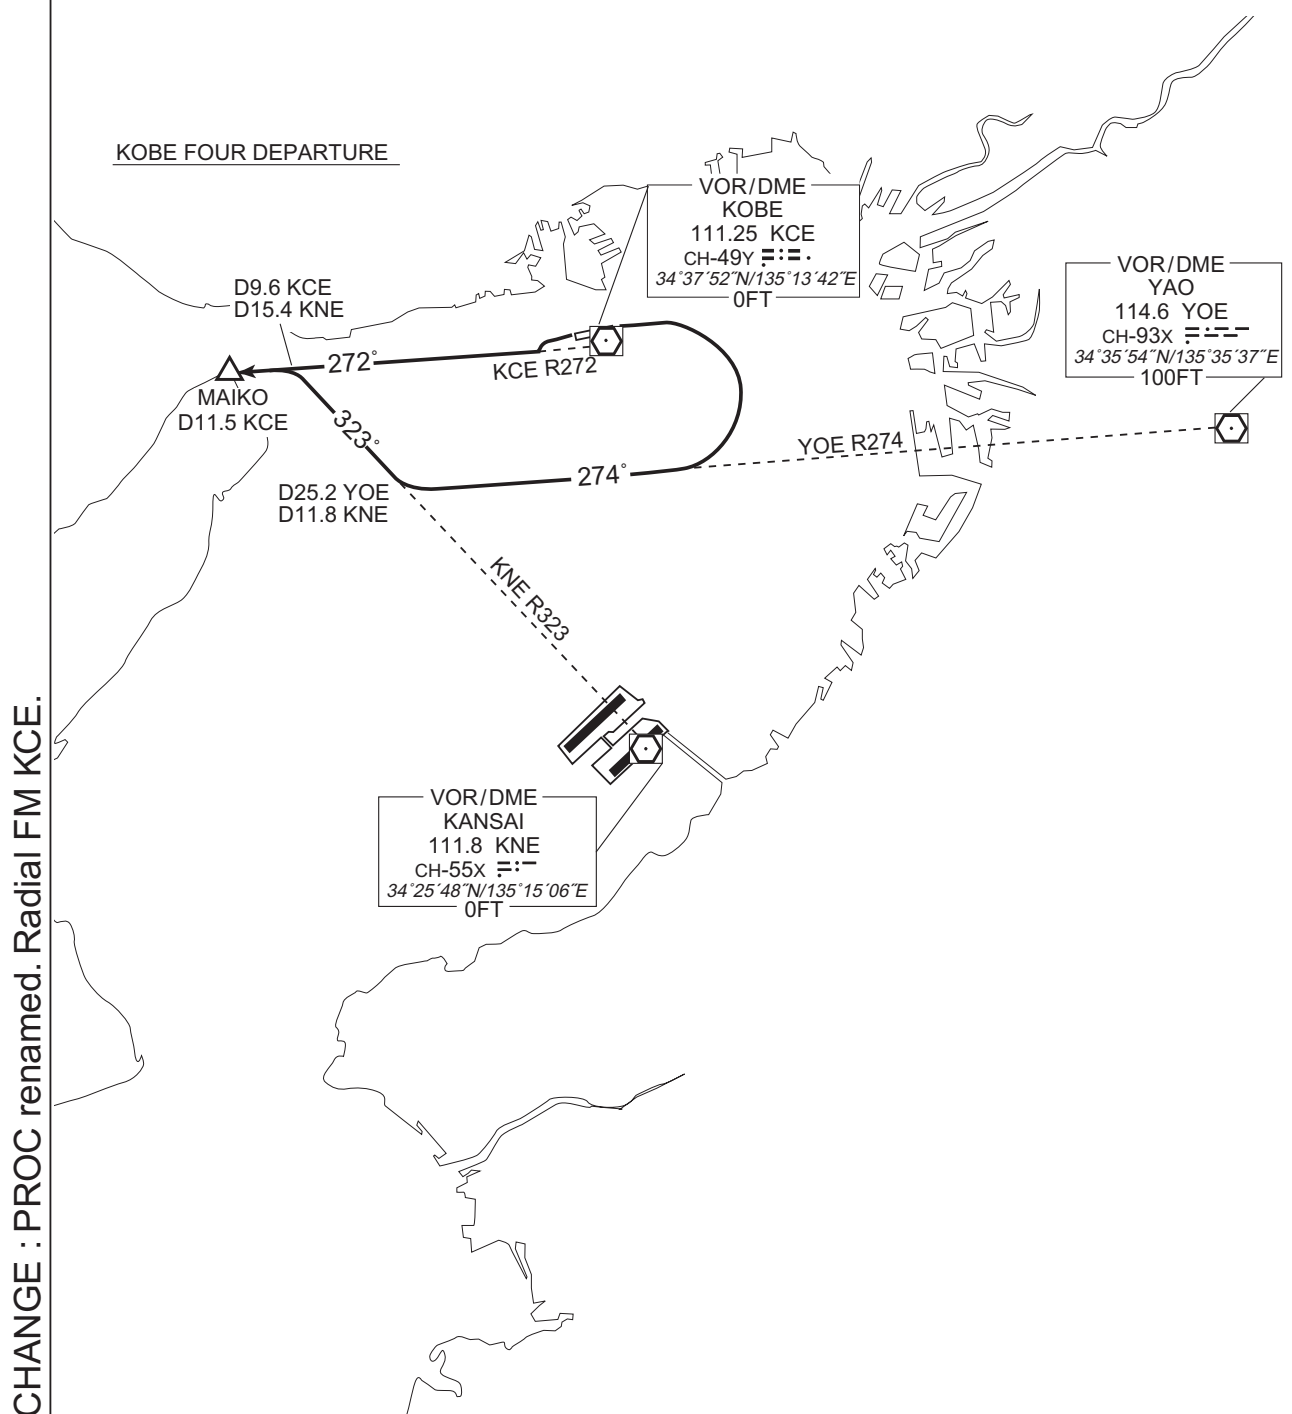 KOBE FOUR DEPARTURE
VOR/DME
KOBE
111.25 KCE
CH-49Y
34°37′52″N/135°13′42″E
0FT
VOR/DME
YAO
114.6 YOE
CH-93X
34°35′54″N/135°35′37″E
100FT
D9.6 KCE
D15.4 KNE
272°
KCE R272
MAIKO
D11.5 KCE
323°
YOE R274
274°
D25.2 YOE
D11.8 KNE
KNE R323
VOR/DME
KANSAI
111.8 KNE
CH-55X
34°25′48″N/135°15′06″E
0FT
CHANGE : PROC renamed. Radial FM KCE.